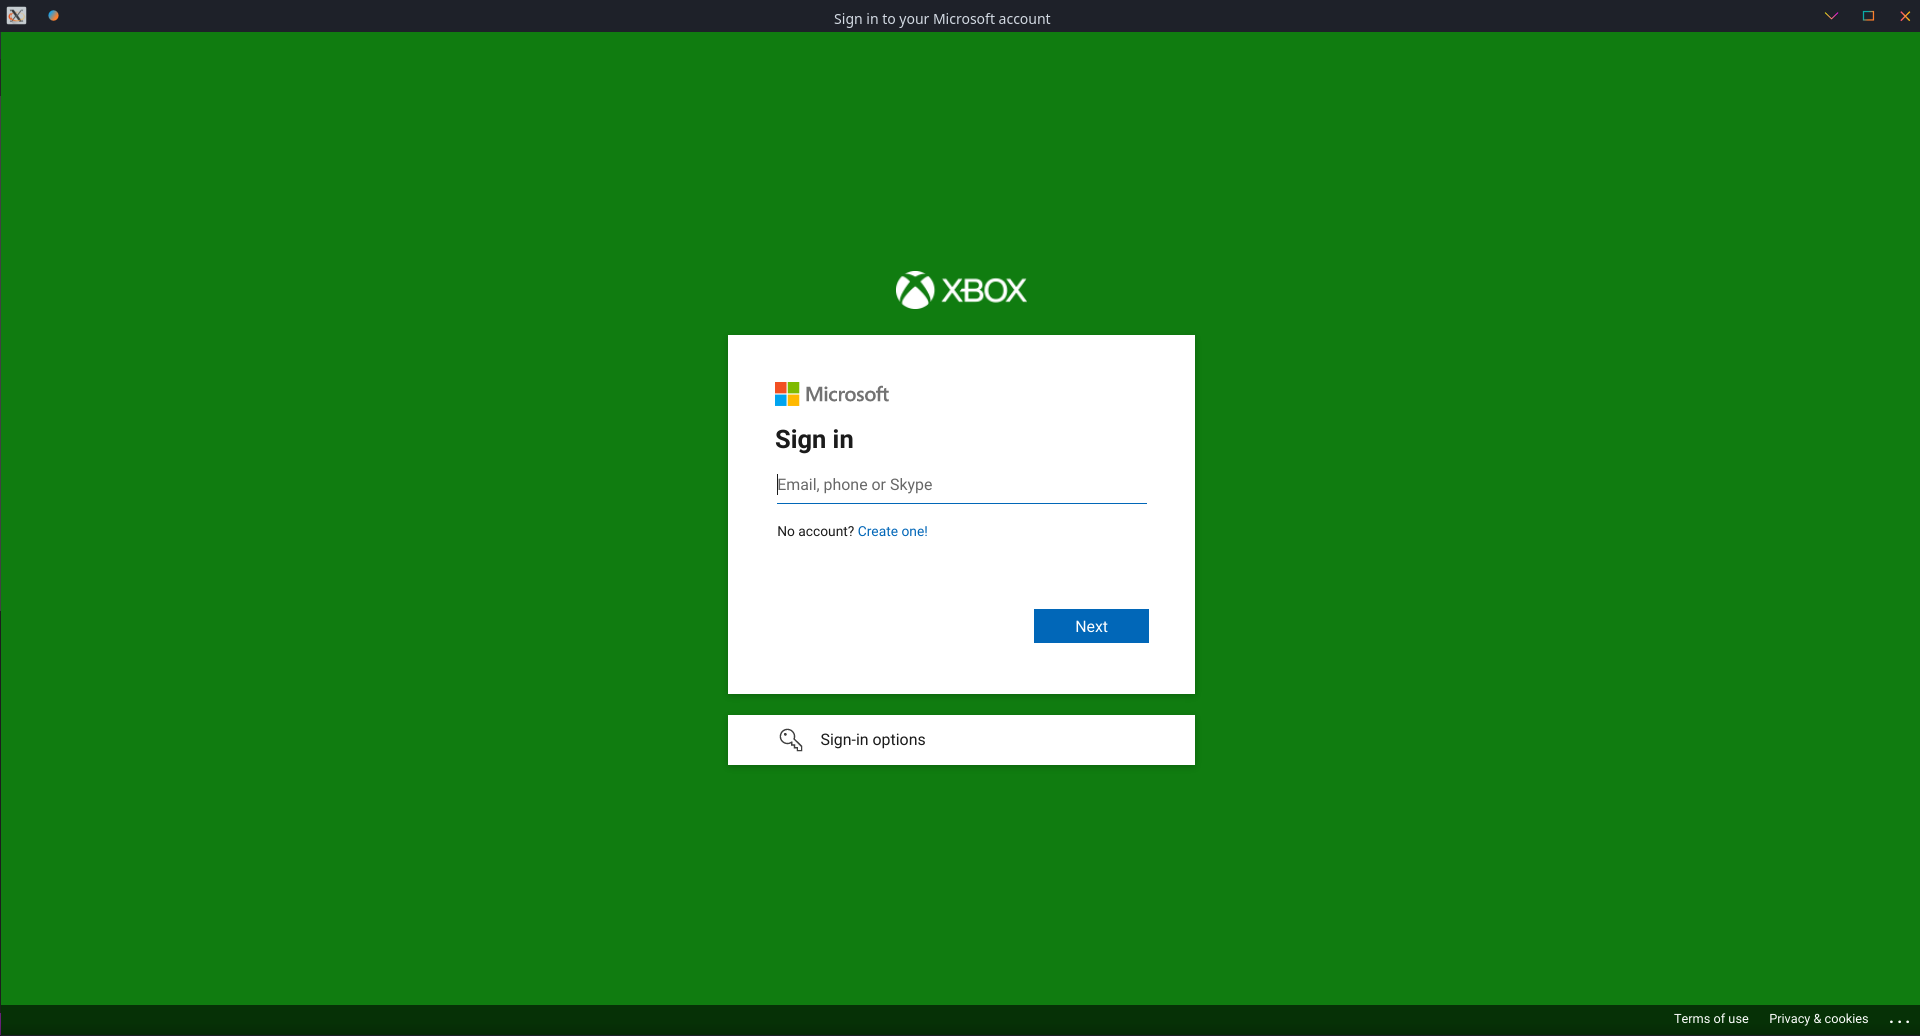 Sign in to your Microsoft account
XBOX
Microsoft
Sign in
Email, phone or Skype
No account? Create one!
Next
Sign-in options
Terms of use Privacy & cookies ...